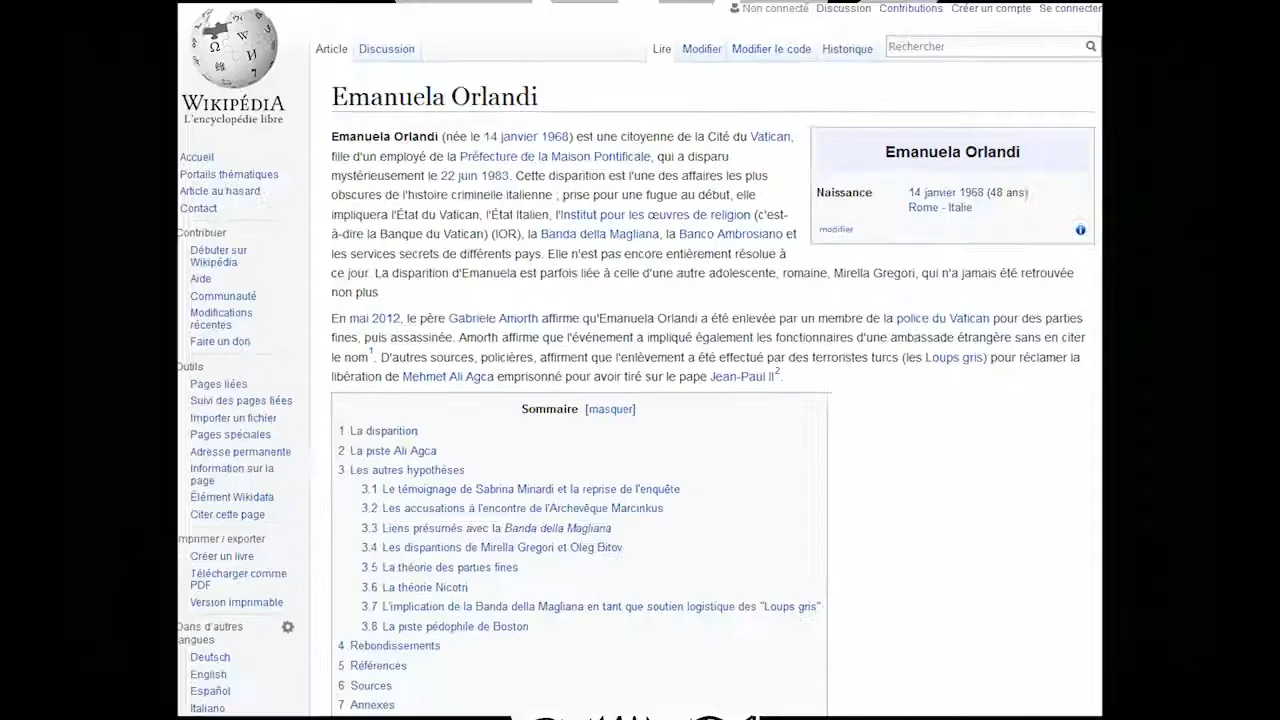 Non connecté Discussion Contributions Créer un compte Se connecter
Article Discussion Lire Modifier Modifier le code Historique Rechercher
WIKIPÉDIA
L'encyclopédie libre
Accueil
Portails thématiques
Article au hasard
Contact
Contribuer
Débuter sur
Wikipédia
Aide
Communauté
Modifications
récentes
Faire un don
Outils
Pages liées
Suivi des pages liées
Importer un fichier
Pages spéciales
Adresse permanente
Information sur la
page
Élément Wikidata
Citer cette page
Imprimer / exporter
Créer un livre
Télécharger comme
PDF
Version imprimable
Dans d'autres
langues
Deutsch
English
Español
Italiano
Emanuela Orlandi
Emanuela Orlandi (née le 14 janvier 1968) est une citoyenne de la Cité du Vatican,
fille d'un employé de la Préfecture de la Maison Pontificale, qui a disparu
mystérieusement le 22 juin 1983. Cette disparition est l'une des affaires les plus
obscures de l'histoire criminelle italienne ; prise pour une fugue au début, elle
impliquera l'État du Vatican, l'État Italien, l'Institut pour les œuvres de religion (c'est-
à-dire la Banque du Vatican) (IOR), la Banda della Magliana, la Banco Ambrosiano et
les services secrets de différents pays. Elle n'est pas encore entièrement résolue à
ce jour. La disparition d'Emanuela est parfois liée à celle d'une autre adolescente, romaine, Mirella Gregori, qui n'a jamais été retrouvée
non plus
Emanuela Orlandi
Naissance 14 janvier 1968 (48 ans)
Rome - Italie
modifier
En mai 2012, le père Gabriele Amorth affirme qu'Emanuela Orlandi a été enlevée par un membre de la police du Vatican pour des parties
fines, puis assassinée. Amorth affirme que l'événement a impliqué également les fonctionnaires d'une ambassade étrangère sans en citer
le nom1. D'autres sources, policières, affirment que l'enlèvement a été effectué par des terroristes turcs (les Loups gris) pour réclamer la
libération de Mehmet Ali Agca emprisonné pour avoir tiré sur le pape Jean-Paul II2.
Sommaire [masquer]
1 La disparition
2 La piste Ali Agca
3 Les autres hypothèses
3.1 Le témoignage de Sabrina Minardi et la reprise de l'enquête
3.2 Les accusations à l'encontre de l'Archevêque Marcinkus
3.3 Liens présumés avec la Banda della Magliana
3.4 Les disparitions de Mirella Gregori et Oleg Bitov
3.5 La théorie des parties fines
3.6 La théorie Nicotri
3.7 L'implication de la Banda della Magliana en tant que soutien logistique des "Loups gris"
3.8 La piste pédophile de Boston
4 Rebondissements
5 Références
6 Sources
7 Annexes